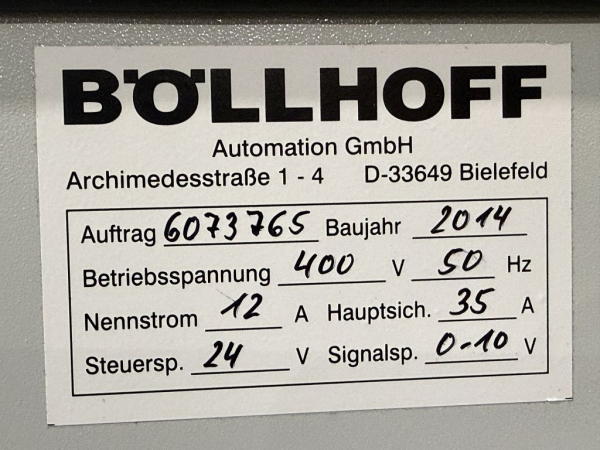 BÖLLHOFF
Automation GmbH
Archimedesstraße 1 - 4 D-33649 Bielefeld
Auftrag 6073765 Baujahr 2014
Betriebsspannung 400 V 50 Hz
Nennstrom 12 A Hauptsich. 35 A
Steuersp. 24 V Signalsp. 0-10 V